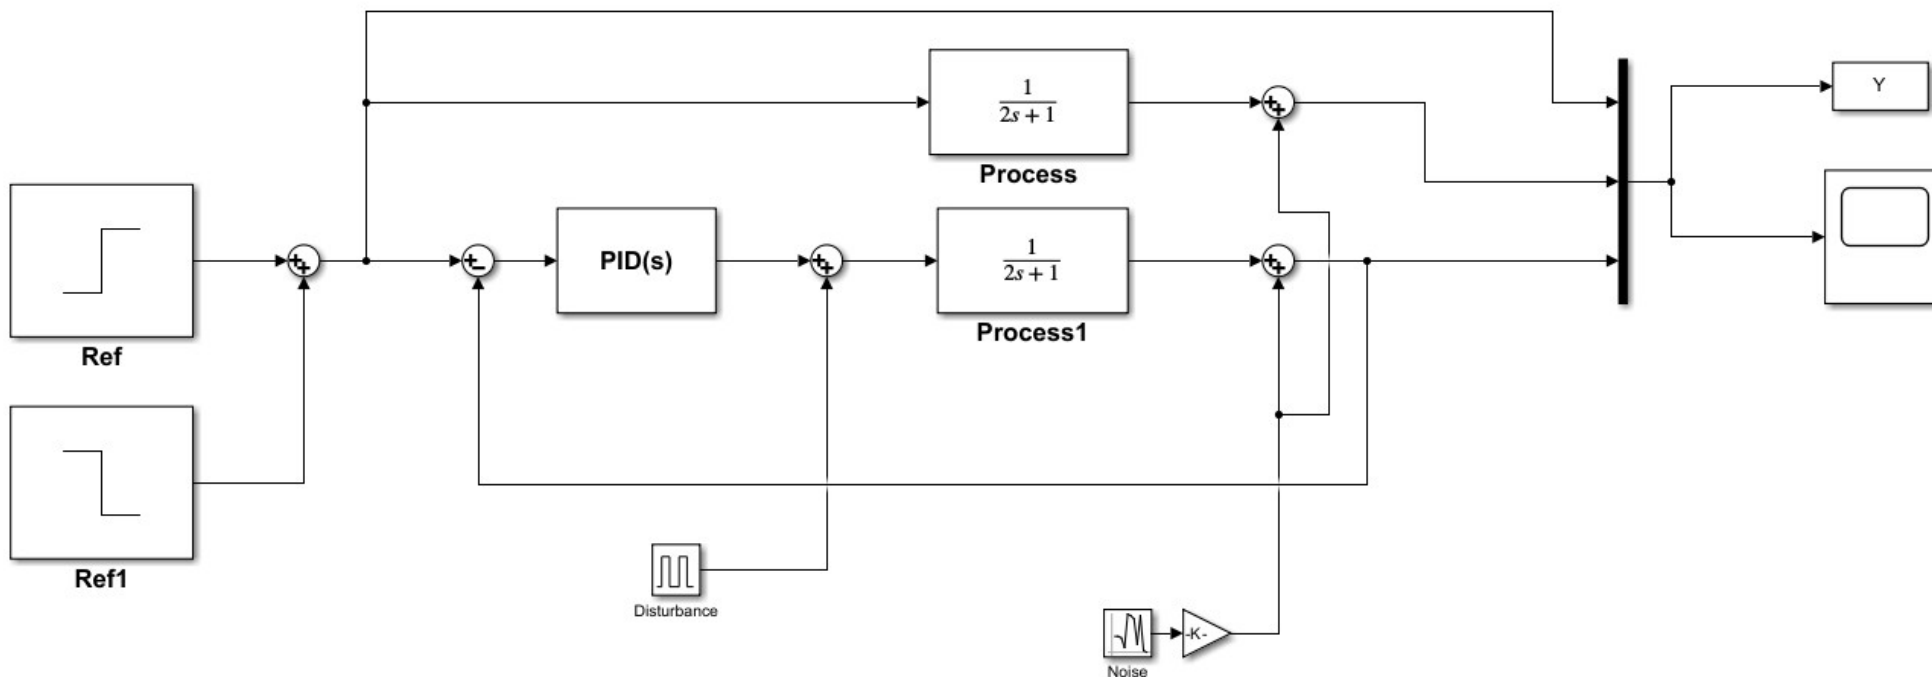 1
2s + 1
Process
Y
Ref
PID(s)
1
2s + 1
Process1
Ref1
Disturbance
-K-
Noise